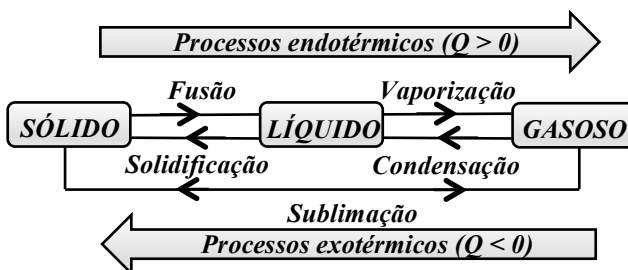 Processos endotérmicos (Q > 0)
Fusão Vaporização
SÓLIDO LÍQUIDO GASOSO
Solidificação Condensação
Sublimação
Processos exotérmicos (Q < 0)